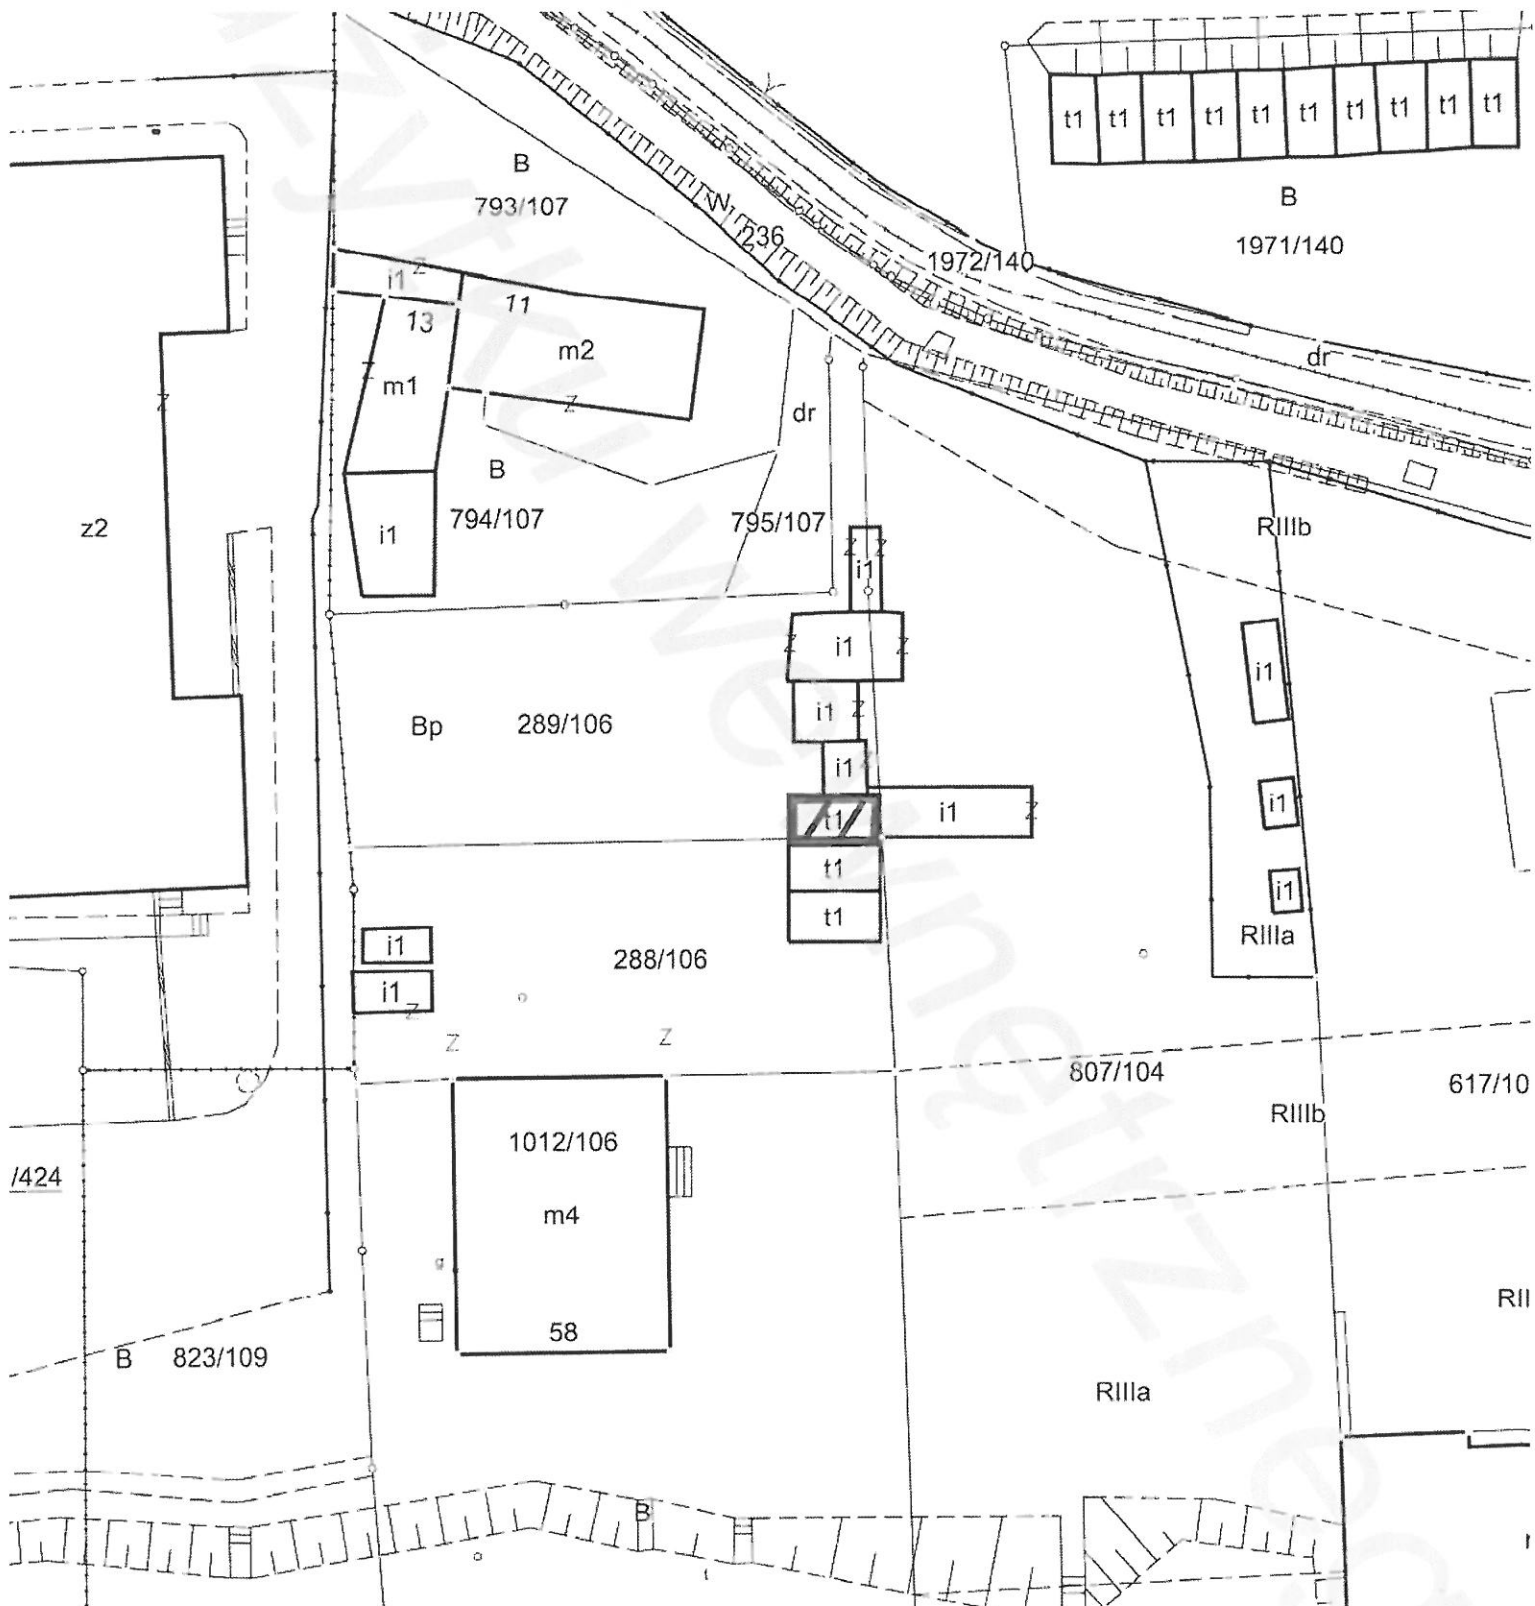 t1 t1 t1 t1 t1 t1 t1 t1 t1 t1
B
793/107
B
W
236
1971/140
1972/140
i1 Z
11
13
m2
dr
Z
m1
Z
Z
dr
B
794/107
795/107
RIIIb
z2
i1
Z Z
i1
Z i1 Z
i1
Bp
289/106
i1 Z
i1 Z
t1
i1 Z
i1
t1
i1
t1
i1
RIIIa
288/106
i1
Z
Z
Z
807/104
617/10
RIIIb
1012/106
/424
m4
g
RII
58
B 823/109
RIIIa
B
zytku wewnętrzneg